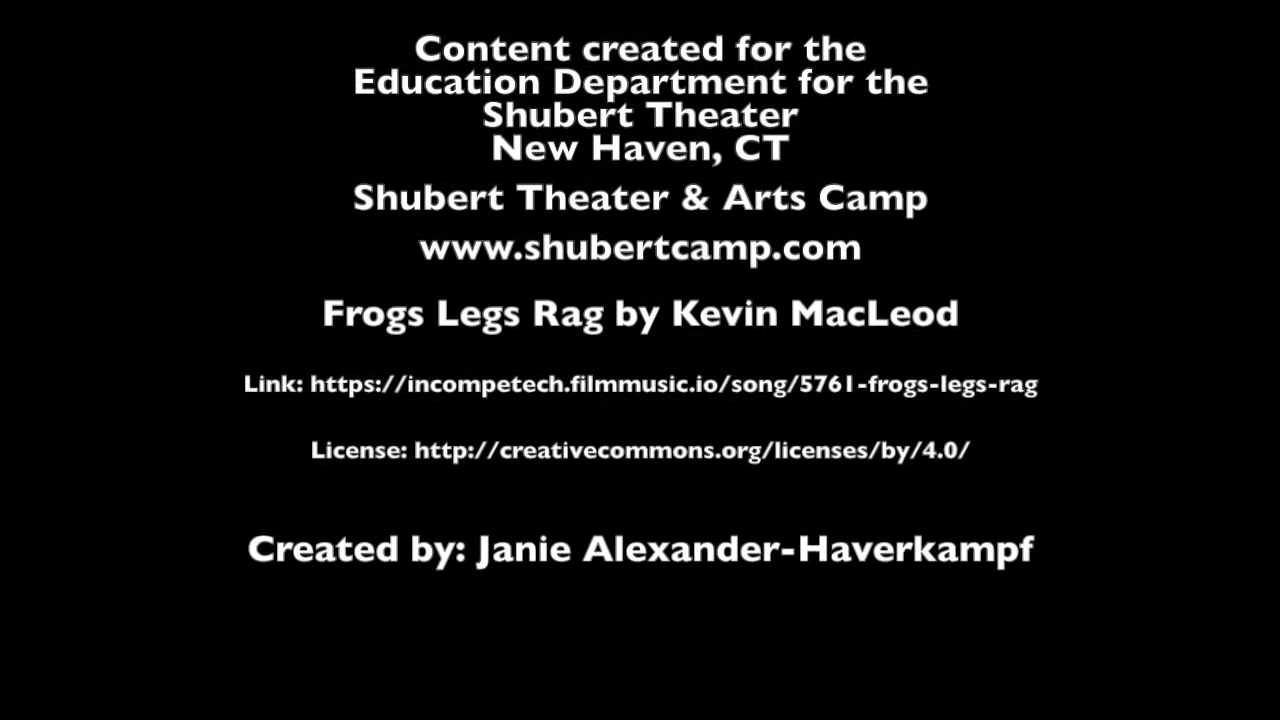 Content created for the
Education Department for the
Shubert Theater
New Haven, CT
Shubert Theater & Arts Camp
www.shubertcamp.com
Frogs Legs Rag by Kevin MacLeod
Link: https://incompetech.filmmusic.io/song/5761-frogs-legs-rag
License: http://creativecommons.org/licenses/by/4.0/
Created by: Janie Alexander-Haverkampf